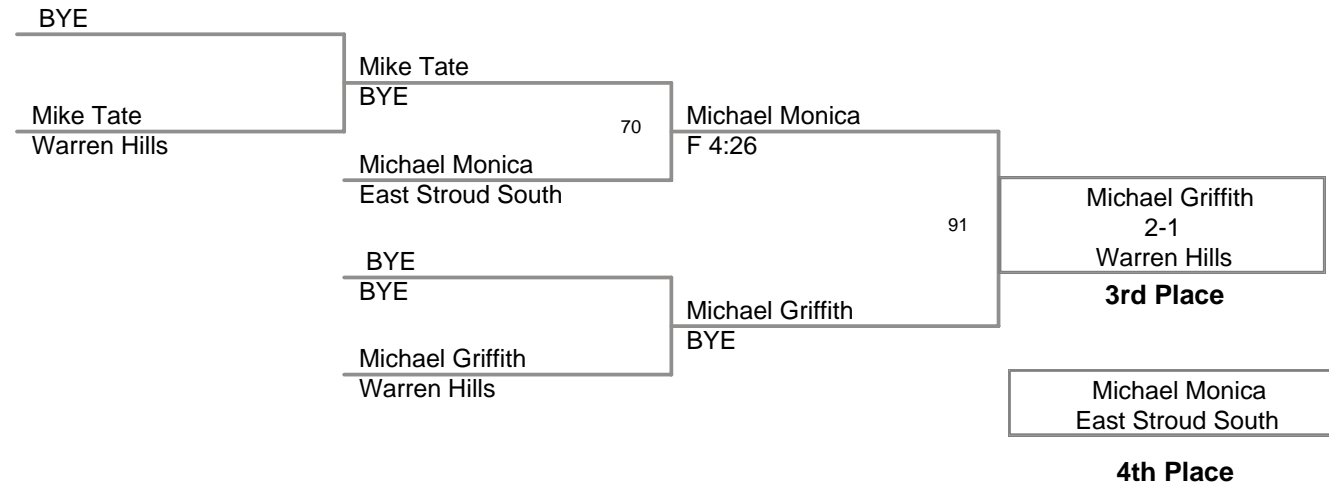 BYE
Mike Tate
Warren Hills
Mike Tate
BYE
70
Michael Monica
East Stroud South
BYE
BYE
Michael Griffith
Warren Hills
Michael Monica
F 4:26
91
Michael Griffith
BYE
Michael Griffith
2-1
Warren Hills
3rd Place
Michael Monica
East Stroud South
4th Place